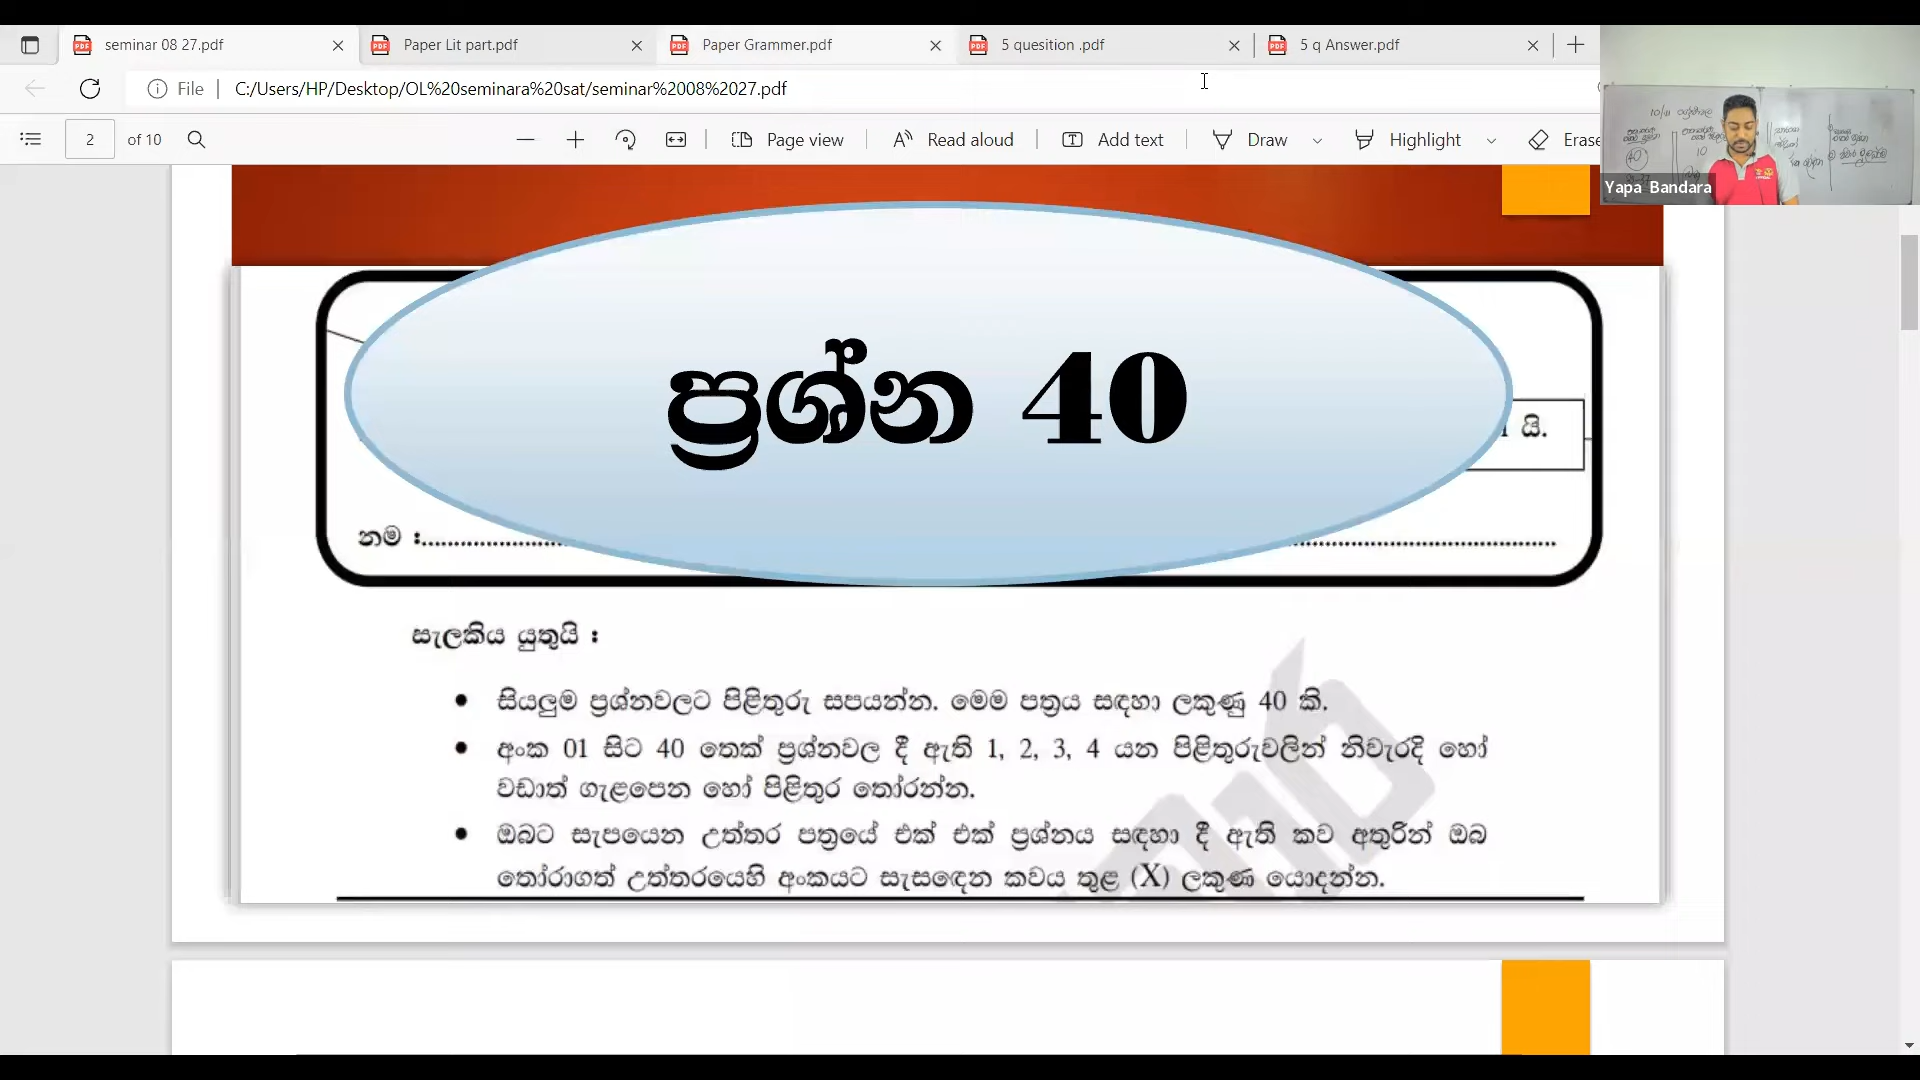 seminar 08 27.pdf
Paper Lit part.pdf
Paper Grammer.pdf
5 quesition .pdf
5 q Answer.pdf
File
C:/Users/HP/Desktop/OL%20seminara%20sat/seminar%2008%2027.pdf
2 of 10
Page view
Read aloud
Add text
Draw
Highlight
Erase
Yapa Bandara
ප්‍රශ්න 40
යි.
නම :
සැලකිය යුතුයි :
• සියලුම ප්‍රශ්නවලට පිළිතුරු සපයන්න. මෙම පත්‍රය සඳහා ලකුණු 40 කි.
• අංක 01 සිට 40 තෙක් ප්‍රශ්නවල දී ඇති 1, 2, 3, 4 යන පිළිතුරුවලින් නිවැරදි හෝ
වඩාත් ගැළපෙන හෝ පිළිතුර තෝරන්න.
• ඔබට සැපයෙන උත්තර පත්‍රයේ එක් එක් ප්‍රශ්නය සඳහා දී ඇති කව අතුරින් ඔබ
තෝරාගත් උත්තරයෙහි අංකයට සැසඳෙන කවය තුළ (X) ලකුණ යොදන්න.